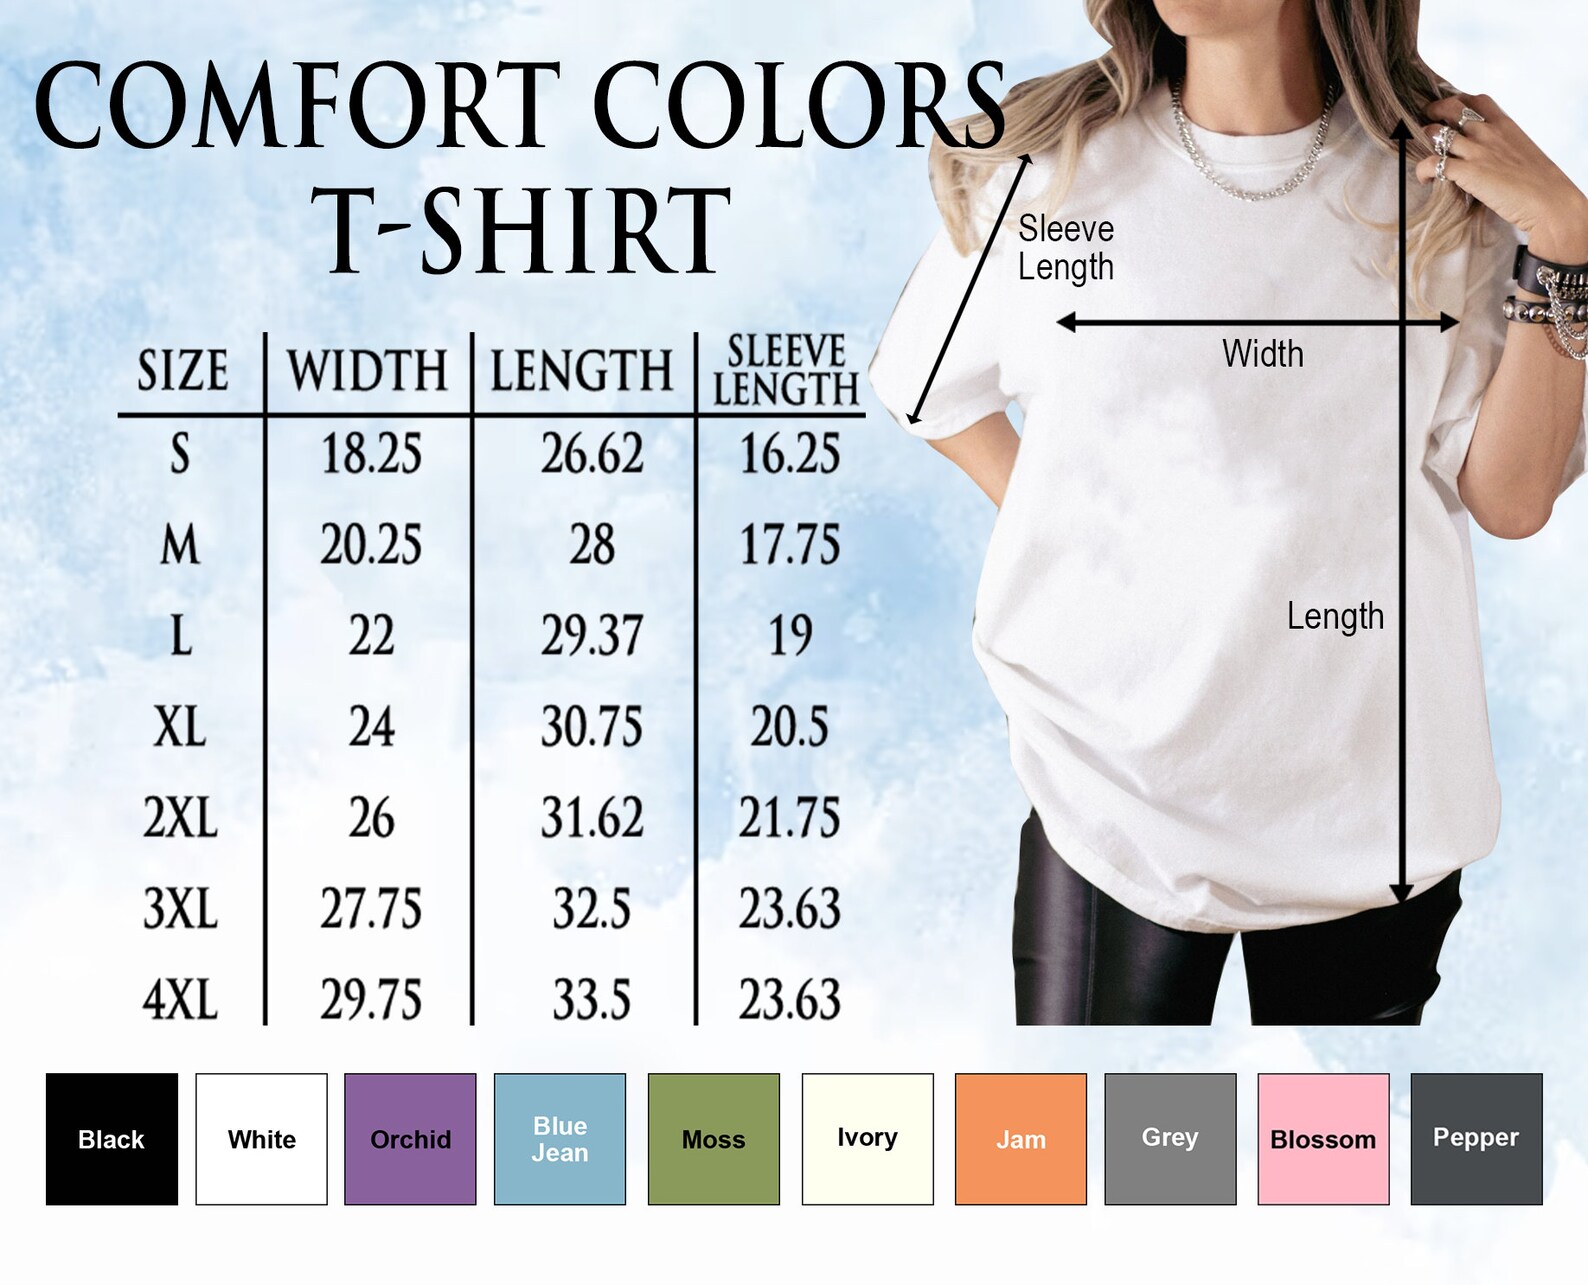 COMFORT COLORS
T-SHIRT
SIZE WIDTH LENGTH SLEEVE LENGTH
S 18.25 26.62 16.25
M 20.25 28 17.75
L 22 29.37 19
XL 24 30.75 20.5
2XL 26 31.62 21.75
3XL 27.75 32.5 23.63
4XL 29.75 33.5 23.63
Sleeve
Length
Width
Length
Black White Orchid Blue Jean Moss Ivory Jam Grey Blossom Pepper